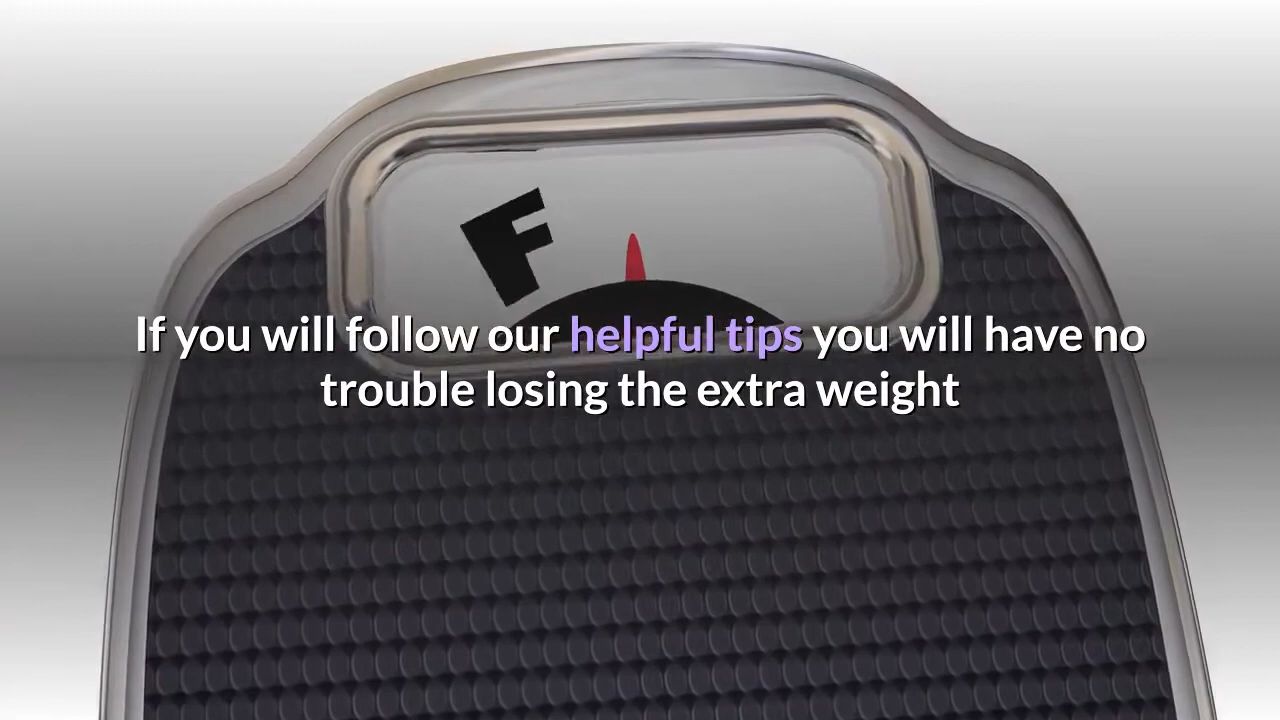 F
If you will follow our helpful tips you will have no
trouble losing the extra weight